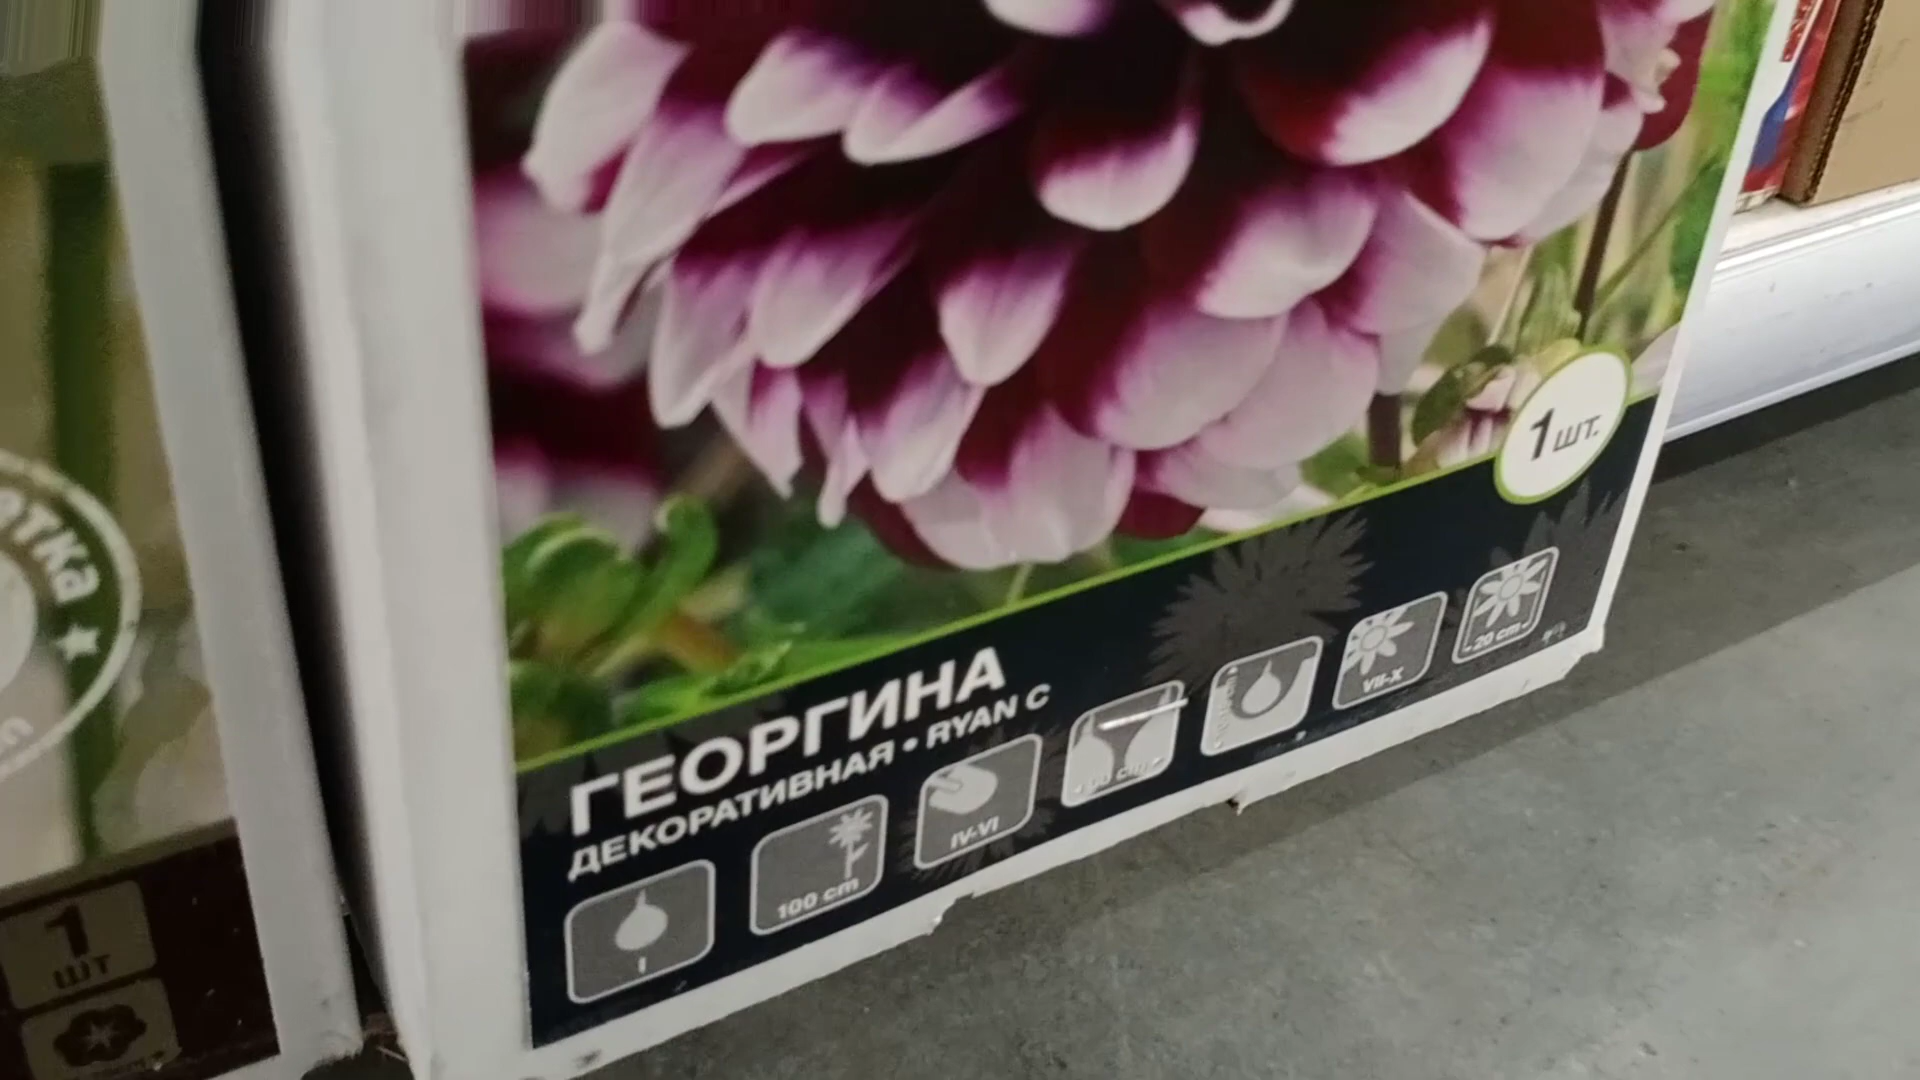 1 шт.
ГЕОРГИНА
ДЕКОРАТИВНАЯ • RYAN C
I
100 cm
IV-VI
VII-X
20 cm
1
шт